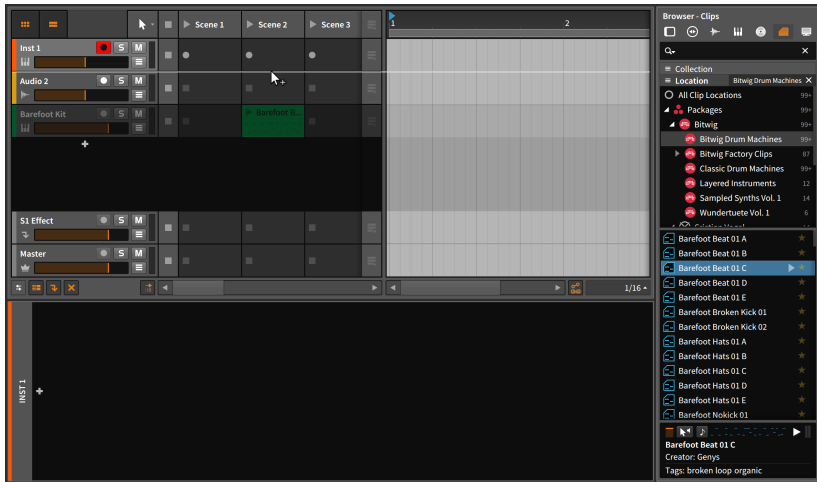 Scene 1 Scene 2 Scene 3
1 2
Inst 1 S M
Audio 2 S M
Barefoot Kit S M Barefoot B...
S1 Effect S M
Master S M
1/16
INST 1
Browser - Clips
Collection
Location Bitwig Drum Machines X
All Clip Locations 99+
Packages 99+
Bitwig 99+
Bitwig Drum Machines 99+
Bitwig Factory Clips 87
Classic Drum Machines 99+
Layered Instruments 12
Sampled Synths Vol. 1 14
Wundertuete Vol. 1 6
Barefoot Beat 01 A
Barefoot Beat 01 B
Barefoot Beat 01 C
Barefoot Beat 01 D
Barefoot Beat 01 E
Barefoot Broken Kick 01
Barefoot Broken Kick 02
Barefoot Hats 01 A
Barefoot Hats 01 B
Barefoot Hats 01 C
Barefoot Hats 01 D
Barefoot Hats 01 E
Barefoot Nokick 01
Barefoot Beat 01 C
Creator: Genys
Tags: broken loop organic